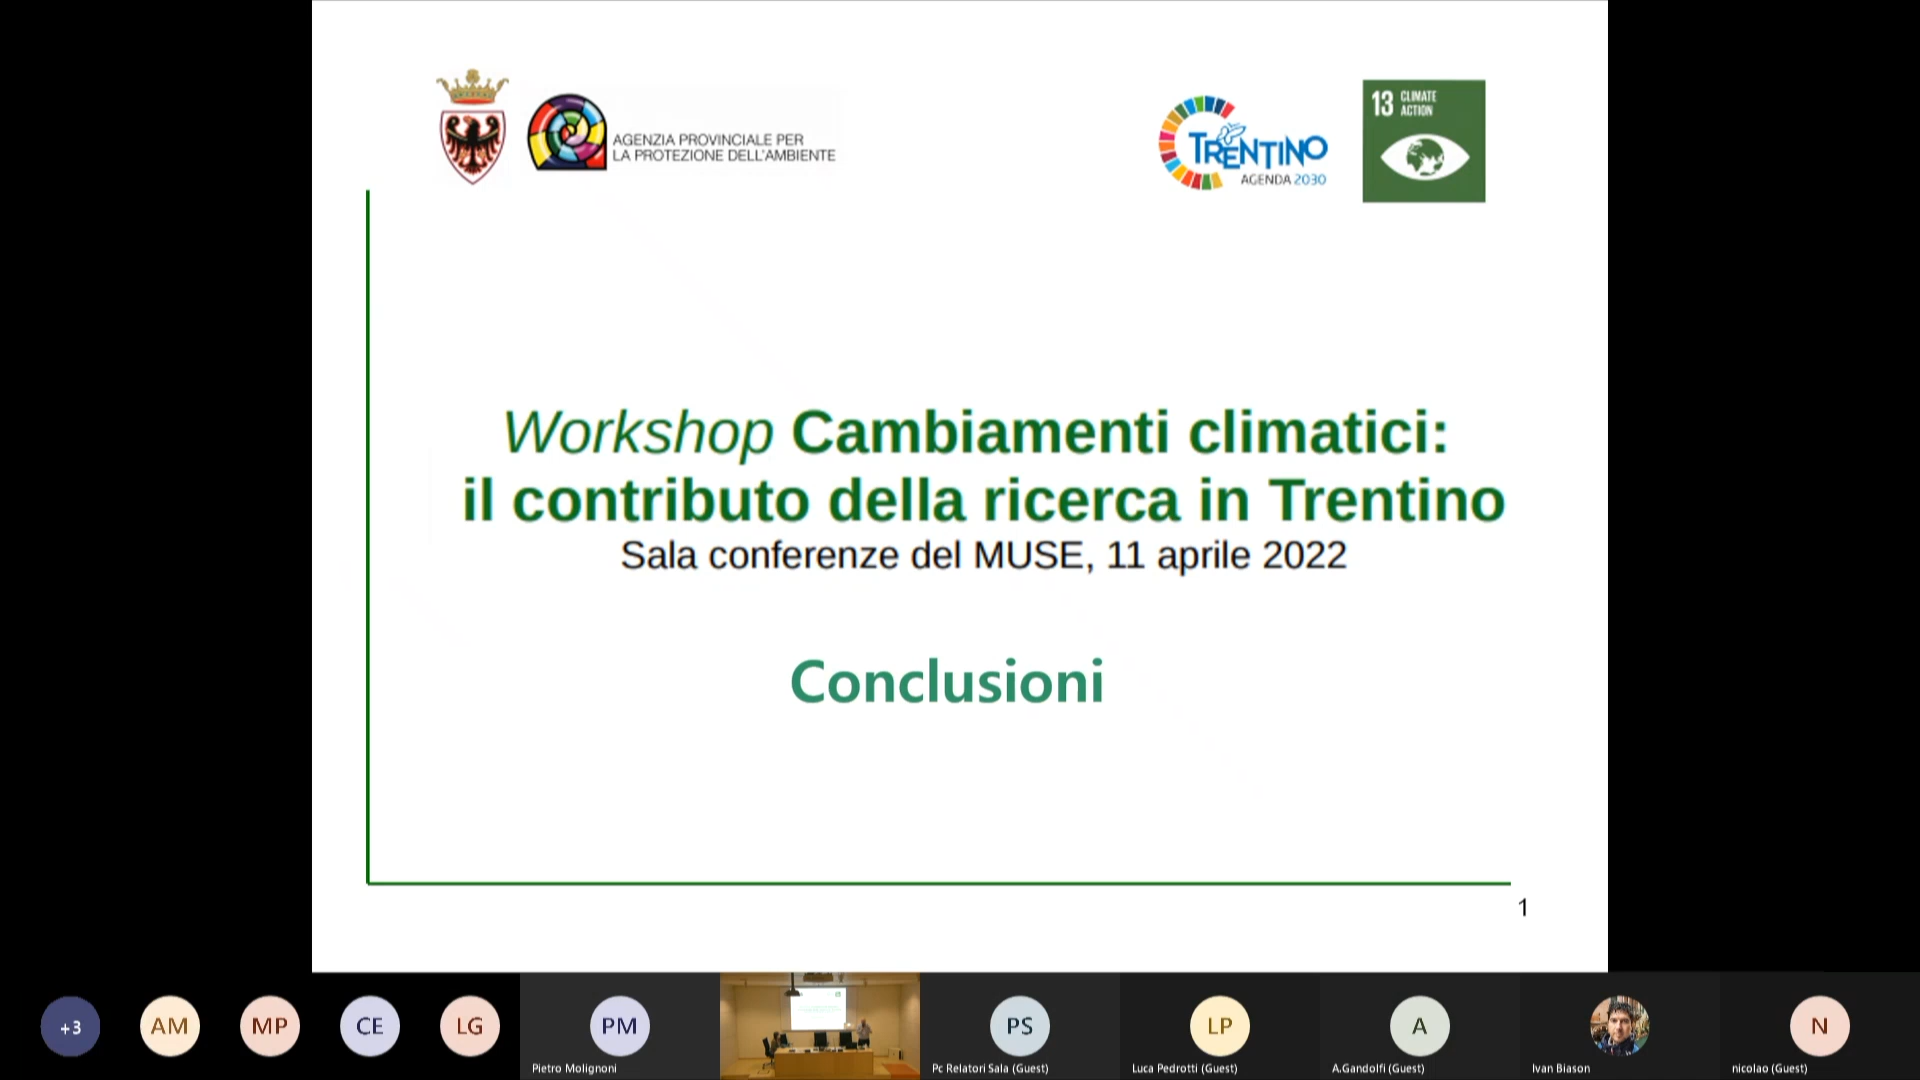 AGENZIA PROVINCIALE PER
LA PROTEZIONE DELL'AMBIENTE
TRENTINO
AGENDA 2030
13 CLIMATE
ACTION
Workshop Cambiamenti climatici:
il contributo della ricerca in Trentino
Sala conferenze del MUSE, 11 aprile 2022
Conclusioni
1
+3
AM
MP
CE
LG
PM
PS
LP
A
N
Pietro Molignoni
Pc Relatori Sala (Guest)
Luca Pedrotti (Guest)
A.Gandolfi (Guest)
Ivan Biason
nicolao (Guest)